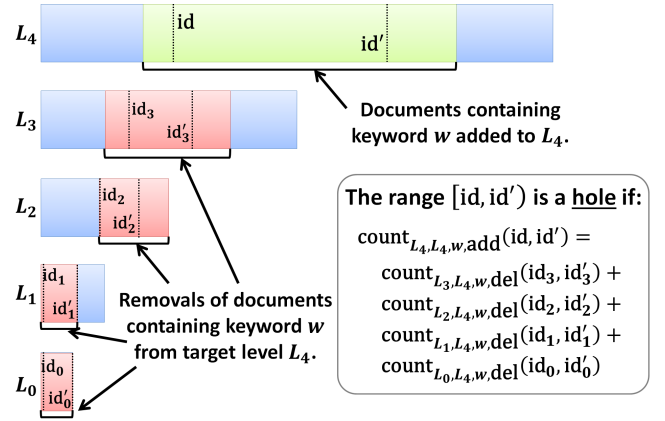 L₄
id
id′
L₃
id₃
id′₃
Documents containing
keyword w added to L₄.
L₂
id₂
id′₂
L₁
id₁
id′₁
Removals of documents
containing keyword w
from target level L₄.
L₀
id₀
id′₀
The range [id, id′) is a hole if:
count_{L₄,L₄,w,add}(id, id′) =
count_{L₃,L₄,w,del}(id₃, id′₃) +
count_{L₂,L₄,w,del}(id₂, id′₂) +
count_{L₁,L₄,w,del}(id₁, id′₁) +
count_{L₀,L₄,w,del}(id₀, id′₀)